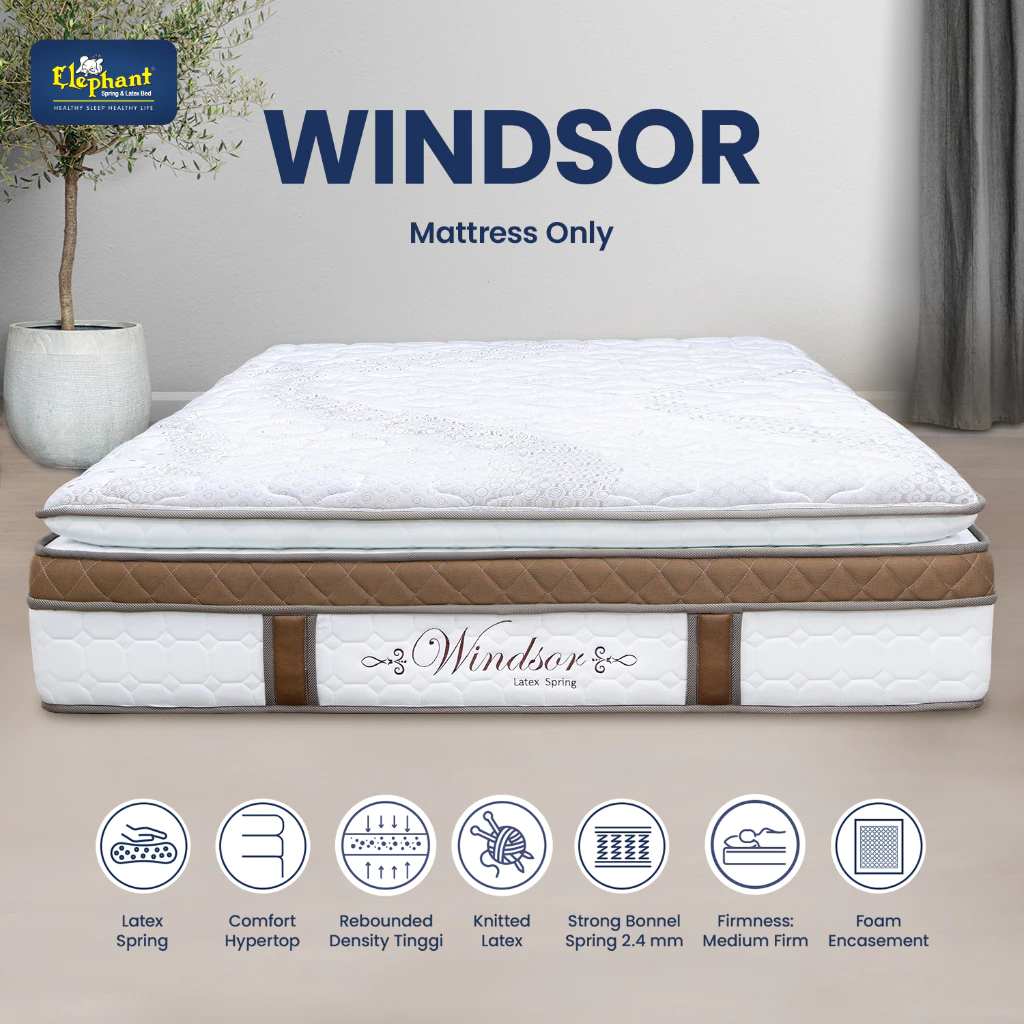 Elephant
Spring & Latex Bed
HEALTHY SLEEP HEALTHY LIFE
WINDSOR
Mattress Only
Windsor
Latex Spring
Latex
Spring
Comfort
Hypertop
Rebounded
Density Tinggi
Knitted
Latex
Strong Bonnel
Spring 2.4 mm
Firmness:
Medium Firm
Foam
Encasement